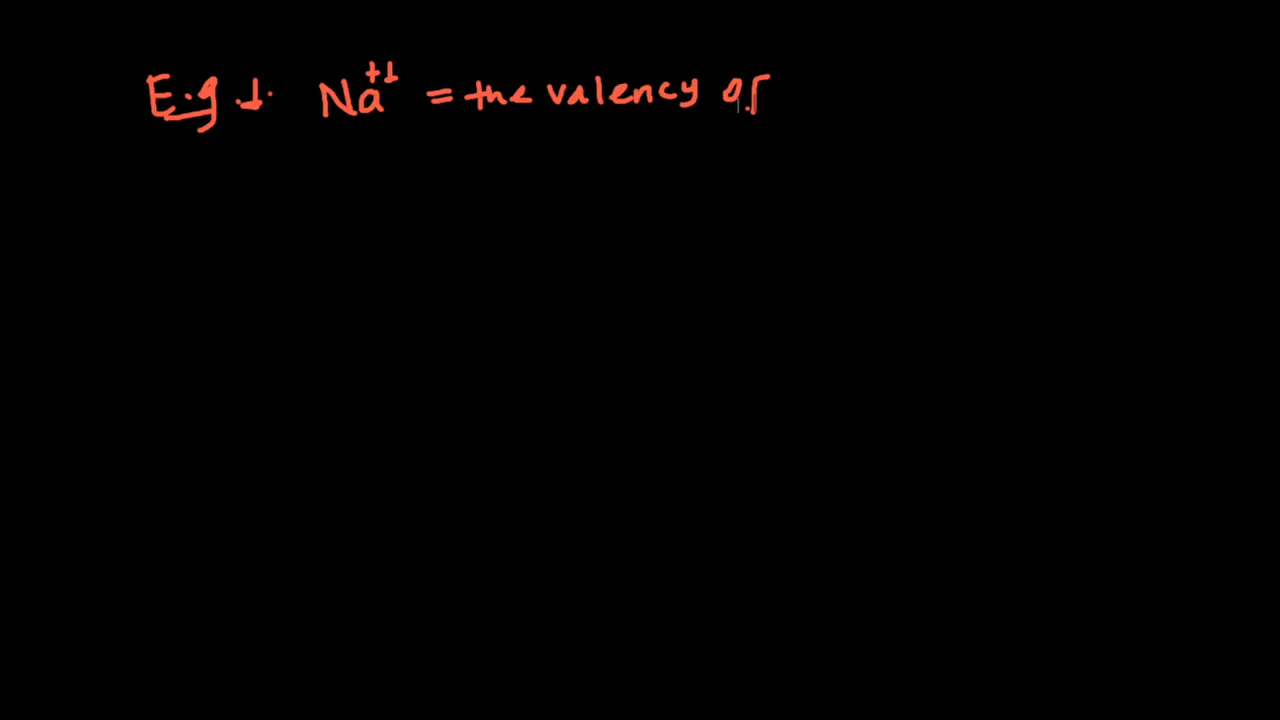 E.g.1. Na⁺¹ = the valency of